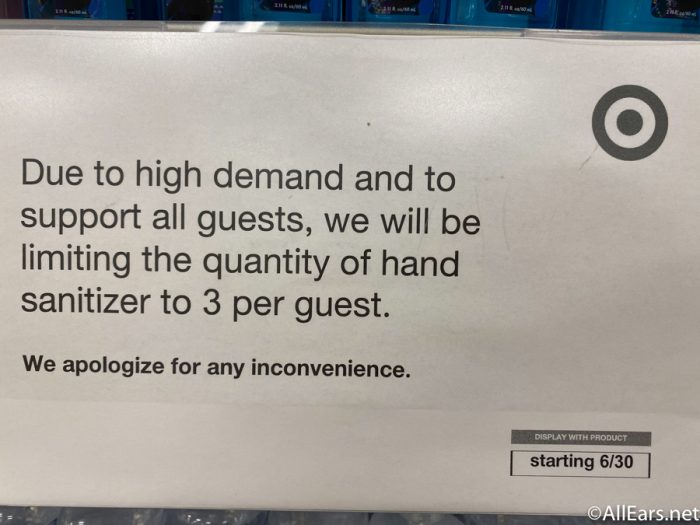 Due to high demand and to
support all guests, we will be
limiting the quantity of hand
sanitizer to 3 per guest.
We apologize for any inconvenience.
DISPLAY WITH PRODUCT
starting 6/30
©AllEars.net